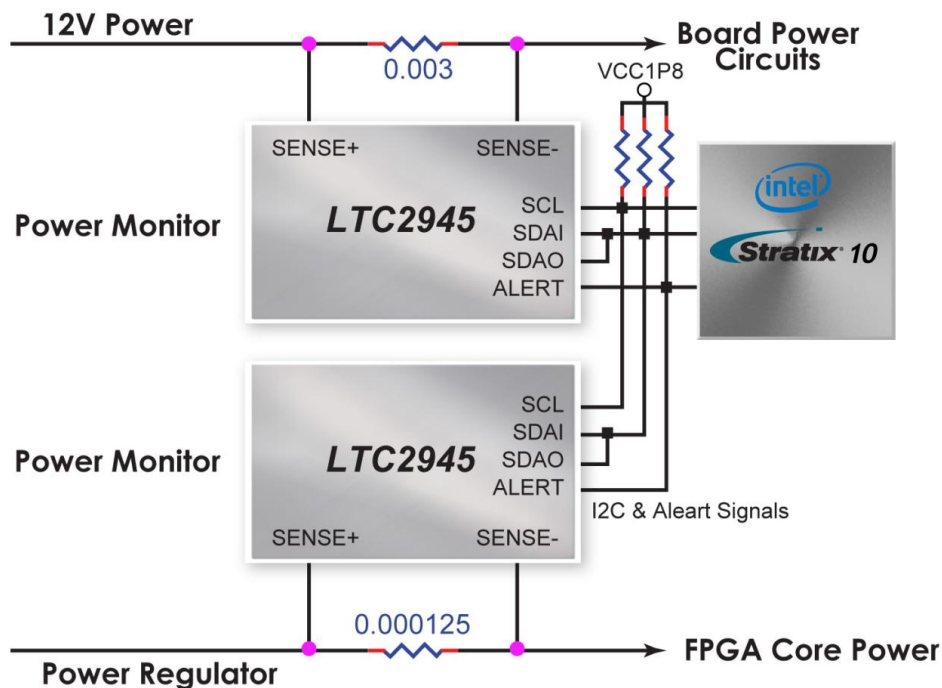 12V Power
0.003
Board Power
Circuits
VCC1P8
SENSE+ SENSE-
Power Monitor
LTC2945
SCL
SDAI
SDAO
ALERT
intel
Stratix 10
Power Monitor
LTC2945
SCL
SDAI
SDAO
ALERT
I2C & Aleart Signals
SENSE+ SENSE-
0.000125
Power Regulator
FPGA Core Power